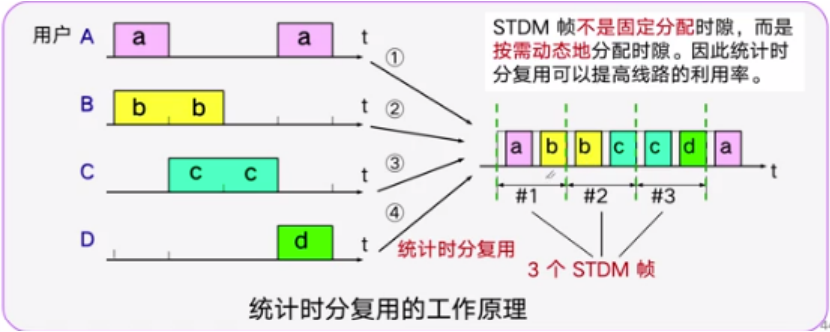 用户 A a a t ①
STDM 帧不是固定分配时隙，而是
按需动态地分配时隙。因此统计时
分复用可以提高线路的利用率。
B b b t ②
C c c t ③
D d t ④
a b b c c d a t
#1 #2 #3
统计时分复用
3 个 STDM 帧
统计时分复用的工作原理